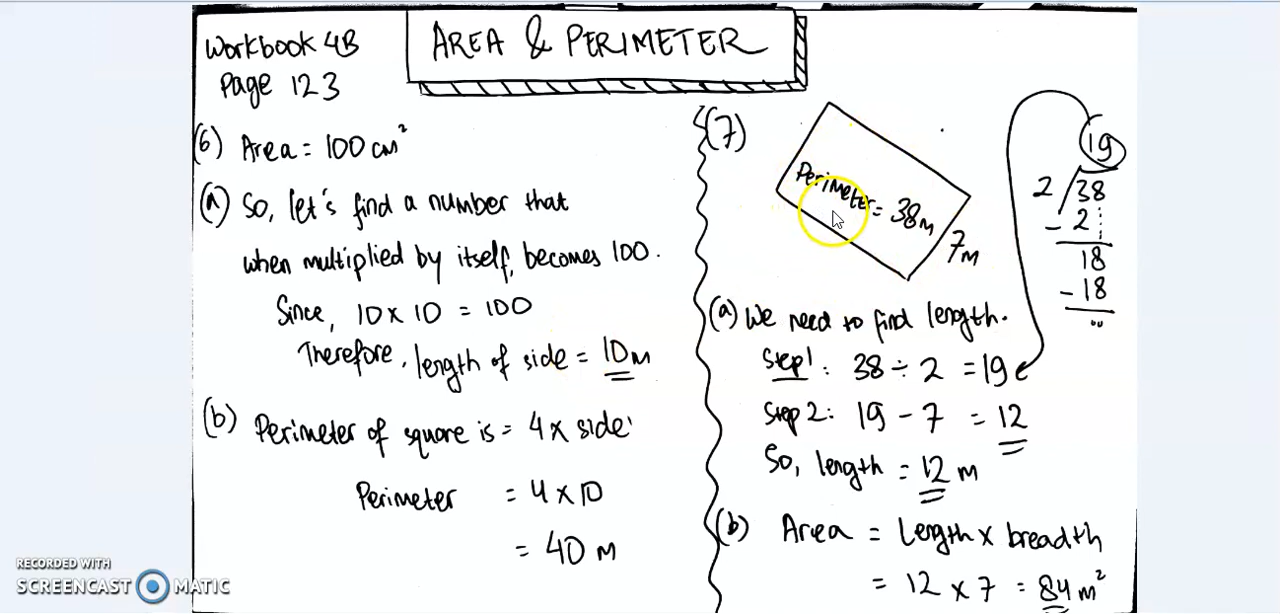 Workbook 4B
Page 123
AREA & PERIMETER
(6) Area = 100 cm²
(a) So, let's find a number that
when multiplied by itself, becomes 100.
Since, 10 x 10 = 100
Therefore, length of side = 10 m
(b) Perimeter of square is = 4 x side.
Perimeter = 4 x 10
= 40 m
(7)
Perimeter = 38m
7m
19
2 38
- 2
18
- 18
..
(a) We need to find length.
Step 1: 38 ÷ 2 = 19
Step 2: 19 - 7 = 12
So, length = 12 m
(b) Area = Length x breadth
= 12 x 7 = 84 m²
RECORDED WITH
SCREENCAST MATIC